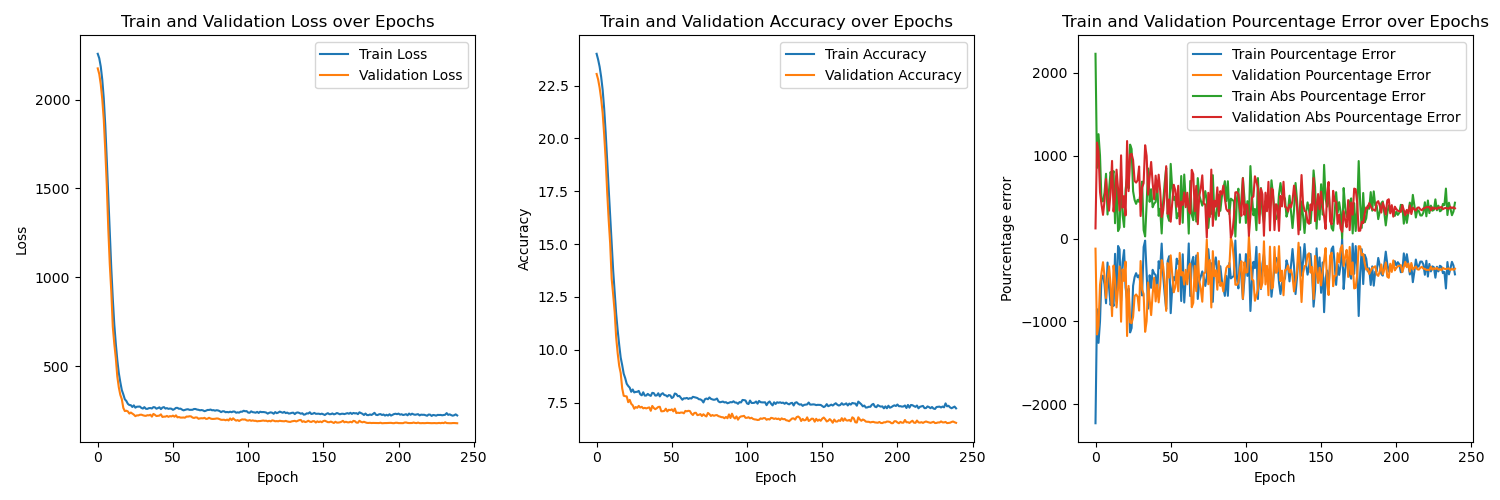 Train and Validation Loss over Epochs
Train Loss
Validation Loss
Loss
2000
1500
1000
500
0
50
100
150
200
250
Epoch
Train and Validation Accuracy over Epochs
Train Accuracy
Validation Accuracy
Accuracy
22.5
20.0
17.5
15.0
12.5
10.0
7.5
0
50
100
150
200
250
Epoch
Train and Validation Pourcentage Error over Epochs
Train Pourcentage Error
Validation Pourcentage Error
Train Abs Pourcentage Error
Validation Abs Pourcentage Error
Pourcentage error
2000
1000
0
−1000
−2000
0
50
100
150
200
250
Epoch